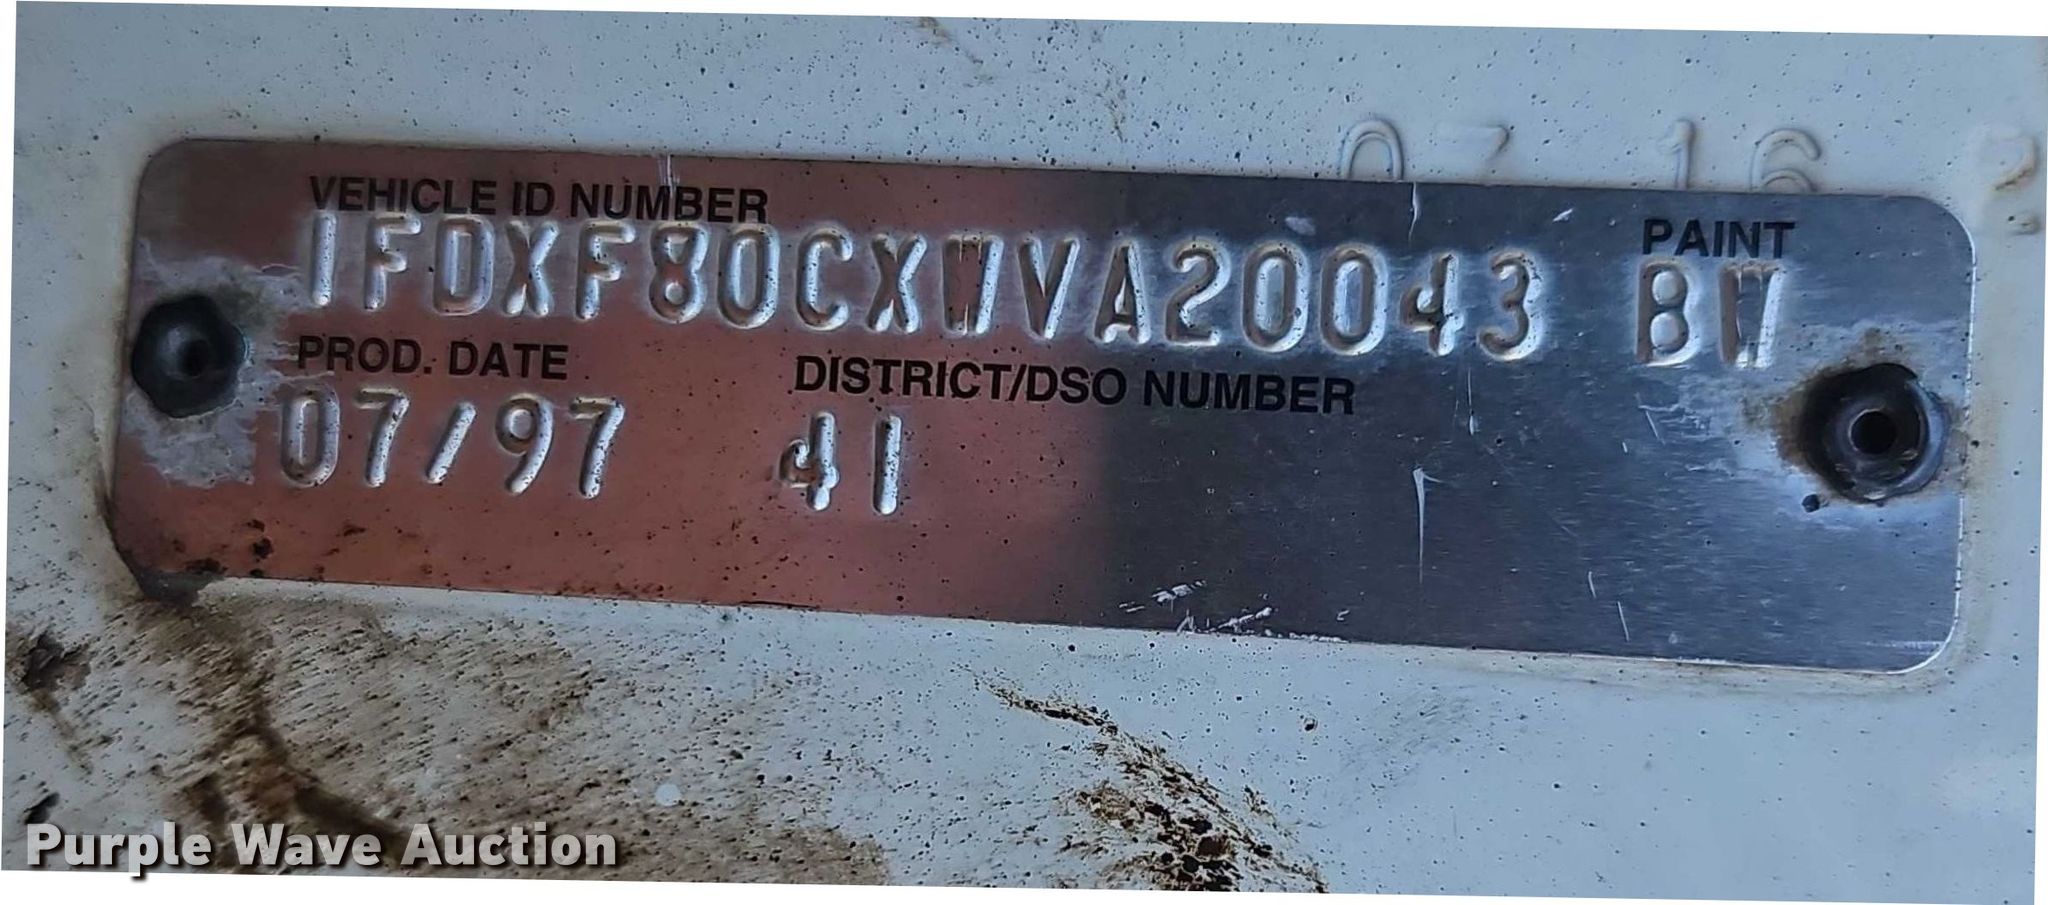 07 16
VEHICLE ID NUMBER
PAINT
1FDXF80CXWVA20043 BW
PROD. DATE
DISTRICT/DSO NUMBER
07/97 41
Purple Wave Auction